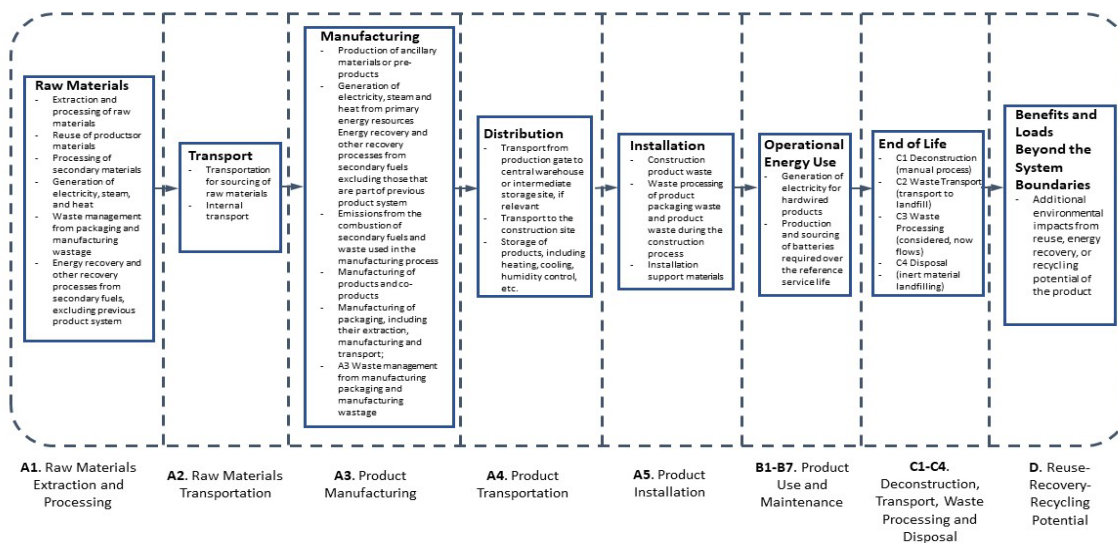 Raw Materials
- Extraction and
processing of raw
materials
- Reuse of productsor
materials
- Processing of
secondary materials
- Generation of
electricity, steam, and
heat
- Waste management
from packaging and
manufacturing
wastage
- Energy recovery and
other recovery
processes from
secondary fuels,
excluding previous
product system
Transport
- Transportation
for sourcing of
raw materials
- Internal
transport
Manufacturing
- Production of ancillary
materials or pre-
products
- Generation of
electricity, steam and
heat from primary
energy resources
Energy recovery and
other recovery
processes from
secondary fuels
excluding those that
are part of previous
product system
- Emissions from the
combustion of
secondary fuels and
waste used in the
manufacturing process
- Manufacturing of
products and co-
products
- Manufacturing of
packaging, including
their extraction,
manufacturing and
transport;
- A3 Waste management
from manufacturing
packaging and
manufacturing
wastage
Distribution
- Transport from
production gate to
central warehouse
or intermediate
storage site, if
relevant
- Transport to the
construction site
- Storage of
products, including
heating, cooling,
humidity control,
etc.
Installation
- Construction
product waste
- Waste processing
of product
packaging waste
and product
waste during the
construction
process
- Installation
support materials
Operational
Energy Use
- Generation of
electricity for
hardwired
products
- Production
and sourcing
of batteries
required over
the reference
service life
End of Life
- C1 Deconstruction
(manual process)
- C2 Waste Transport
(transport to
landfill)
- C3 Waste
Processing
(considered, now
flows)
- C4 Disposal
- (inert material
landfilling)
Benefits and
Loads
Beyond the
System
Boundaries
- Additional
environmental
impacts from
reuse, energy
recovery, or
recycling
potential of
the product
A1. Raw Materials
Extraction and
Processing
A2. Raw Materials
Transportation
A3. Product
Manufacturing
A4. Product
Transportation
A5. Product
Installation
B1-B7. Product
Use and
Maintenance
C1-C4.
Deconstruction,
Transport, Waste
Processing and
Disposal
D. Reuse-
Recovery-
Recycling
Potential